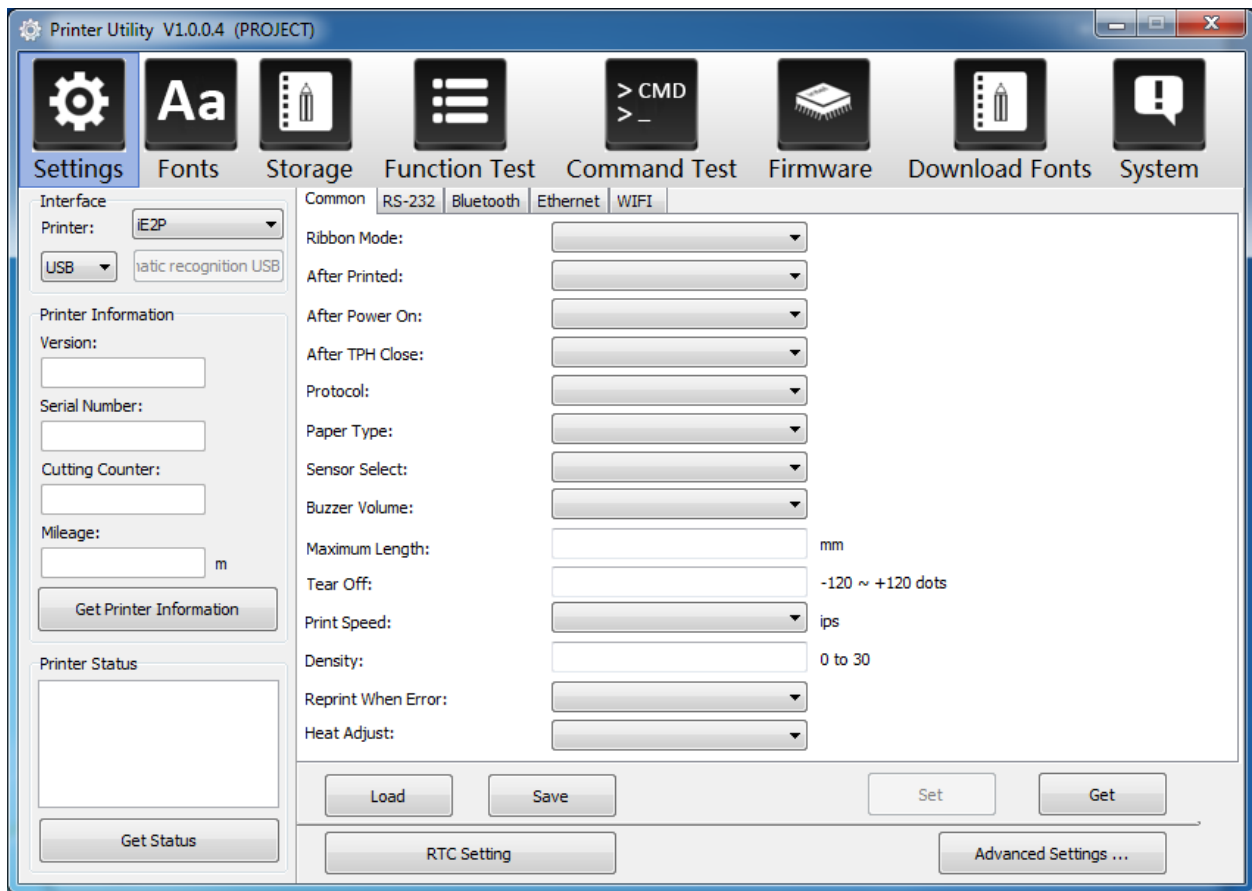 Printer Utility V1.0.0.4 (PROJECT)
Aa
> CMD
> _
Settings Fonts Storage Function Test Command Test Firmware Download Fonts System
Interface
Printer: iE2P
USB natic recognition USB
Printer Information
Version:
Serial Number:
Cutting Counter:
Mileage:
m
Get Printer Information
Printer Status
Get Status
Common RS-232 Bluetooth Ethernet WIFI
Ribbon Mode:
After Printed:
After Power On:
After TPH Close:
Protocol:
Paper Type:
Sensor Select:
Buzzer Volume:
Maximum Length: mm
Tear Off: -120 ~ +120 dots
Print Speed: ips
Density: 0 to 30
Reprint When Error:
Heat Adjust:
Load Save Set Get
RTC Setting Advanced Settings ...